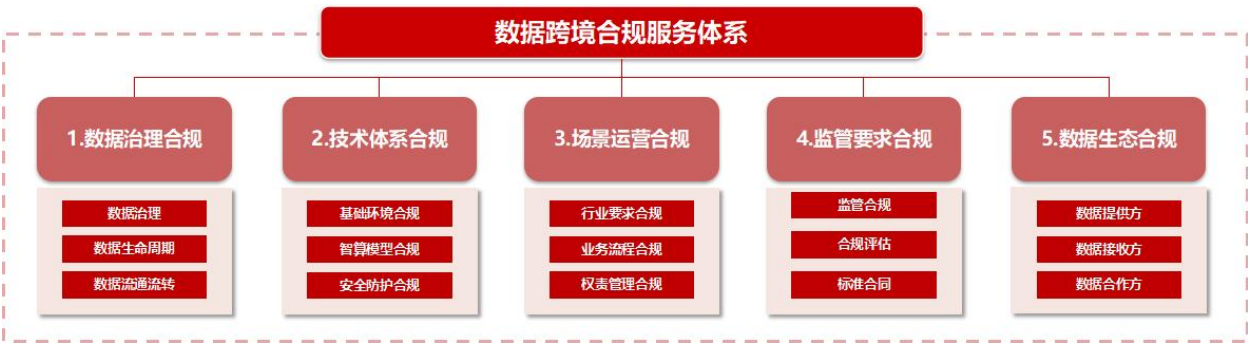 数据跨境合规服务体系
1.数据治理合规
数据治理
数据生命周期
数据流通流转
2.技术体系合规
基础环境合规
智算模型合规
安全防护合规
3.场景运营合规
行业要求合规
业务流程合规
权责管理合规
4.监管要求合规
监管合规
合规评估
标准合同
5.数据生态合规
数据提供方
数据接收方
数据合作方